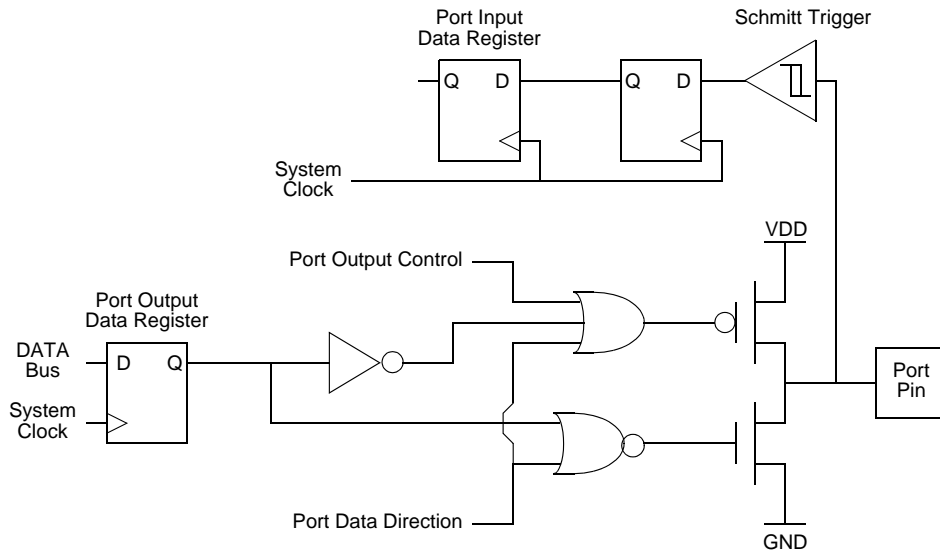 Port Input
Data Register
Schmitt Trigger
Q D
D
System
Clock
VDD
Port Output Control
Port Output
Data Register
DATA
Bus
D Q
Port
Pin
System
Clock
Port Data Direction
GND